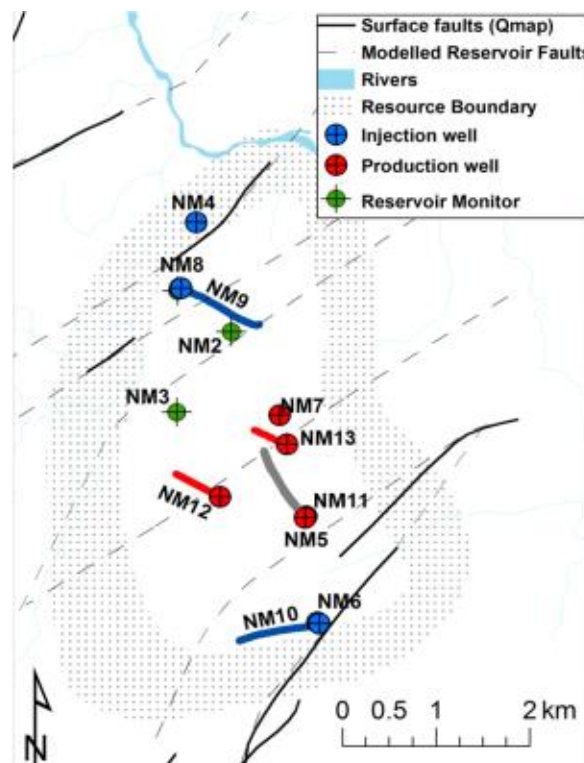 Surface faults (Qmap)
Modelled Reservoir Faults
Rivers
Resource Boundary
Injection well
Production well
Reservoir Monitor
NM4
NM8
NM9
NM2
NM3
NM7
NM13
NM12
NM11
NM5
NM10
NM6
0 0.5 1 2 km
N